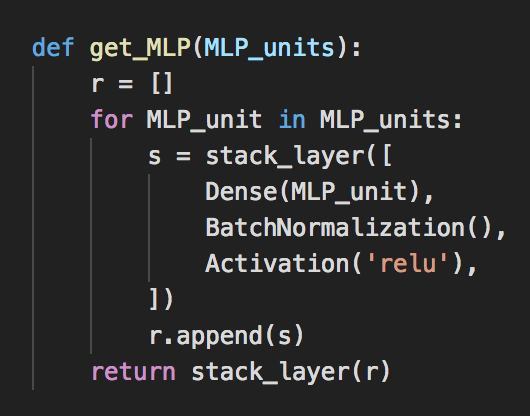 def get_MLP(MLP_units):
    r = []
    for MLP_unit in MLP_units:
        s = stack_layer([
            Dense(MLP_unit),
            BatchNormalization(),
            Activation('relu'),
        ])
        r.append(s)
    return stack_layer(r)